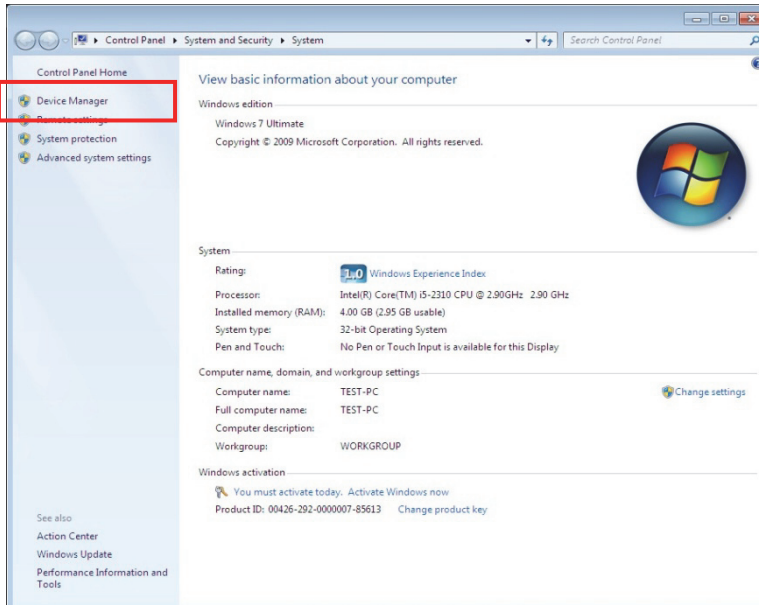 Control Panel ▸ System and Security ▸ System
Search Control Panel
Control Panel Home
Device Manager
Remote settings
System protection
Advanced system settings
View basic information about your computer
Windows edition
Windows 7 Ultimate
Copyright © 2009 Microsoft Corporation. All rights reserved.
System
Rating: 1,0 Windows Experience Index
Processor: Intel(R) Core(TM) i5-2310 CPU @ 2.90GHz 2.90 GHz
Installed memory (RAM): 4.00 GB (2.95 GB usable)
System type: 32-bit Operating System
Pen and Touch: No Pen or Touch Input is available for this Display
Computer name, domain, and workgroup settings
Computer name: TEST-PC Change settings
Full computer name: TEST-PC
Computer description:
Workgroup: WORKGROUP
Windows activation
You must activate today. Activate Windows now
Product ID: 00426-292-0000007-85613 Change product key
See also
Action Center
Windows Update
Performance Information and
Tools